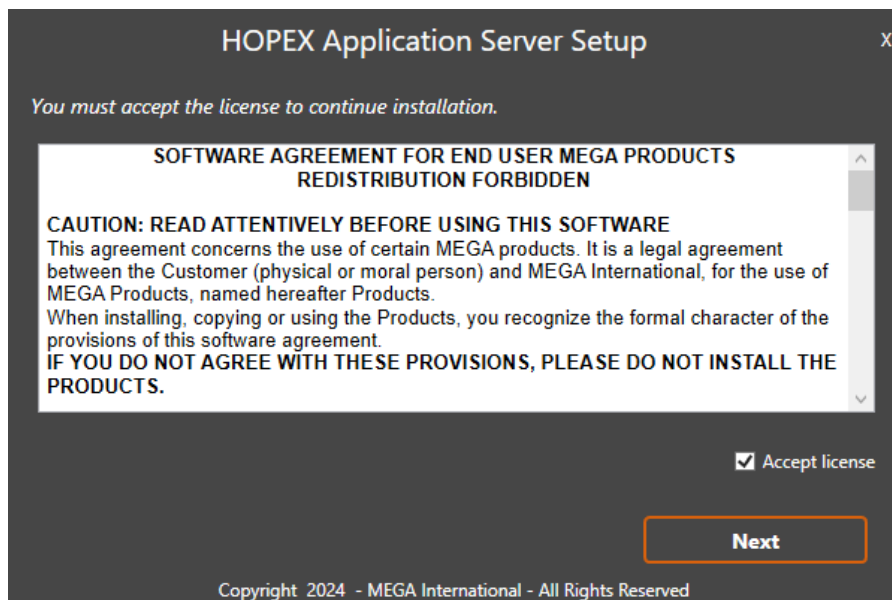 HOPEX Application Server Setup
X
You must accept the license to continue installation.
SOFTWARE AGREEMENT FOR END USER MEGA PRODUCTS
REDISTRIBUTION FORBIDDEN
CAUTION: READ ATTENTIVELY BEFORE USING THIS SOFTWARE
This agreement concerns the use of certain MEGA products. It is a legal agreement
between the Customer (physical or moral person) and MEGA International, for the use of
MEGA Products, named hereafter Products.
When installing, copying or using the Products, you recognize the formal character of the
provisions of this software agreement.
IF YOU DO NOT AGREE WITH THESE PROVISIONS, PLEASE DO NOT INSTALL THE
PRODUCTS.
Accept license
Next
Copyright 2024 - MEGA International - All Rights Reserved